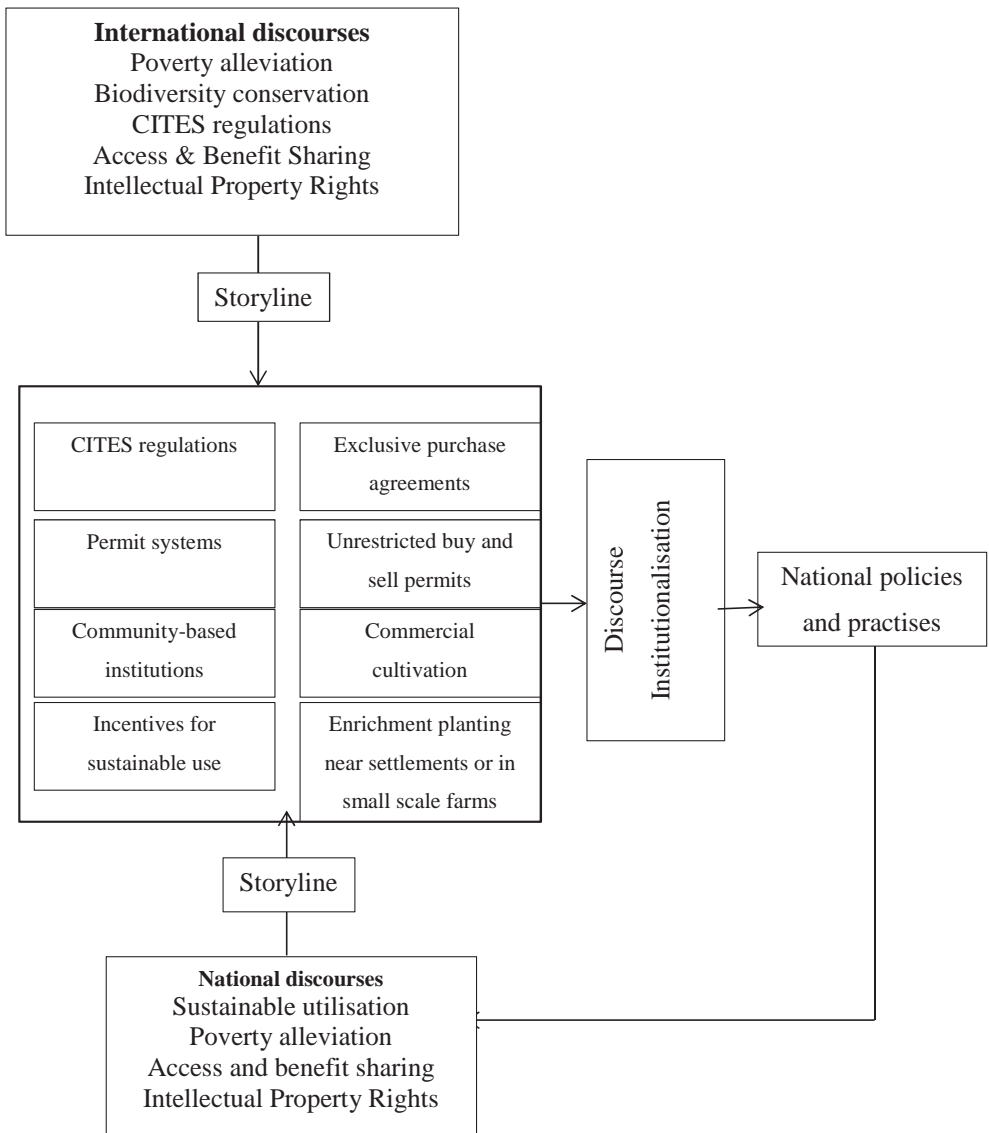 International discourses
Poverty alleviation
Biodiversity conservation
CITES regulations
Access & Benefit Sharing
Intellectual Property Rights
Storyline
CITES regulations
Exclusive purchase
agreements
Permit systems
Unrestricted buy and
sell permits
Community-based
institutions
Commercial
cultivation
Incentives for
sustainable use
Enrichment planting
near settlements or in
small scale farms
Discourse
Institutionalisation
National policies
and practises
Storyline
National discourses
Sustainable utilisation
Poverty alleviation
Access and benefit sharing
Intellectual Property Rights